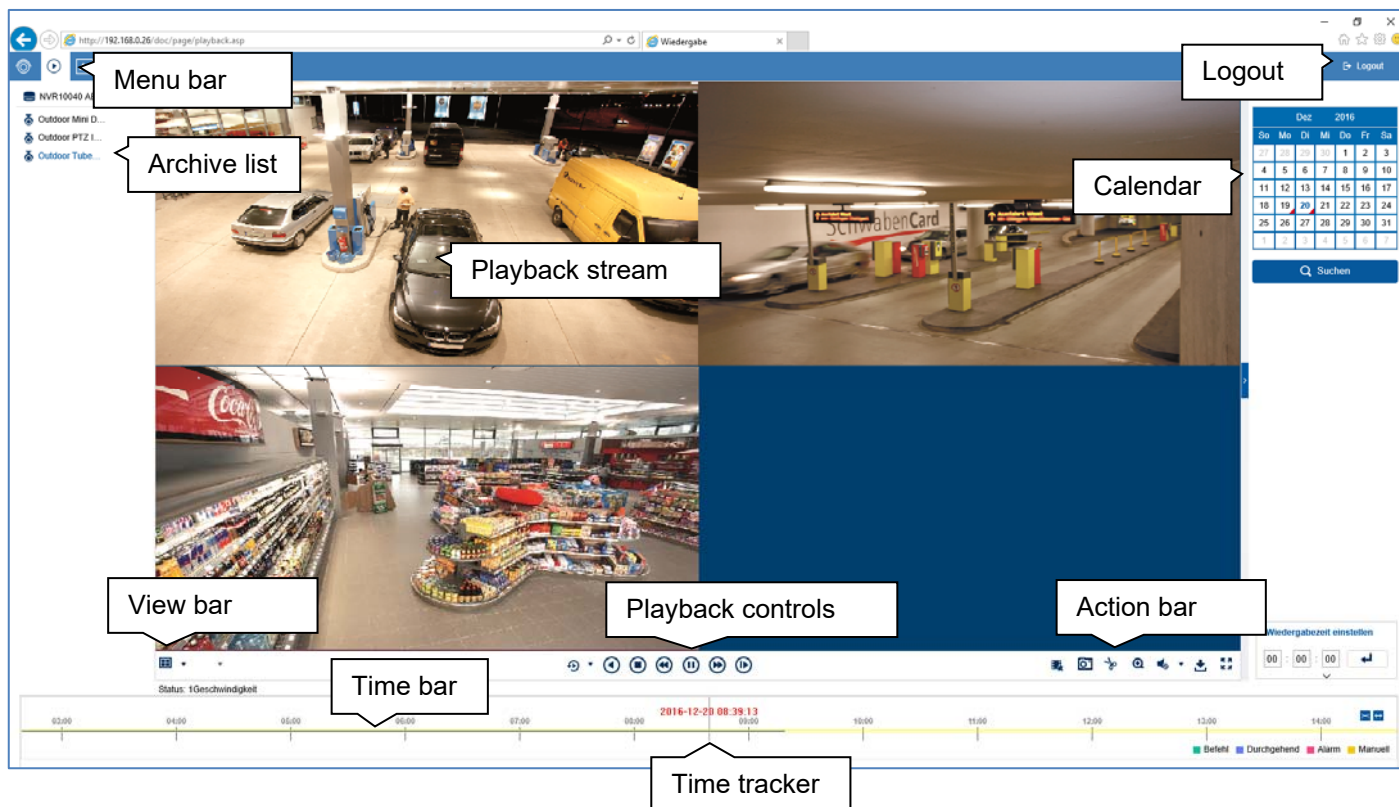 http://192.168.0.26/doc/page/playback.asp
Wiedergabe
Menu bar
Logout
Logout
NVR10040
Outdoor Mini D...
Outdoor PTZ I...
Outdoor Tube...
Archive list
Dez 2016
So Mo Di Mi Do Fr Sa
27 28 29 30 1 2 3
4 5 6 7 8 9 10
11 12 13 14 15 16 17
18 19 20 21 22 23 24
25 26 27 28 29 30 31
1 2 3 4 5 6 7
Calendar
Suchen
SchwabenCard
Playback stream
Coca-Cola
View bar
Playback controls
Action bar
Wiedergabezeit einstellen
00 : 00 : 00
Status: 1Geschwindigkeit
Time bar
2016-12-20 08:39:13
03:00 04:00 05:00 06:00 07:00 08:00 09:00 10:00 11:00 12:00 13:00 14:00
Befehl Durchgehend Alarm Manuell
Time tracker